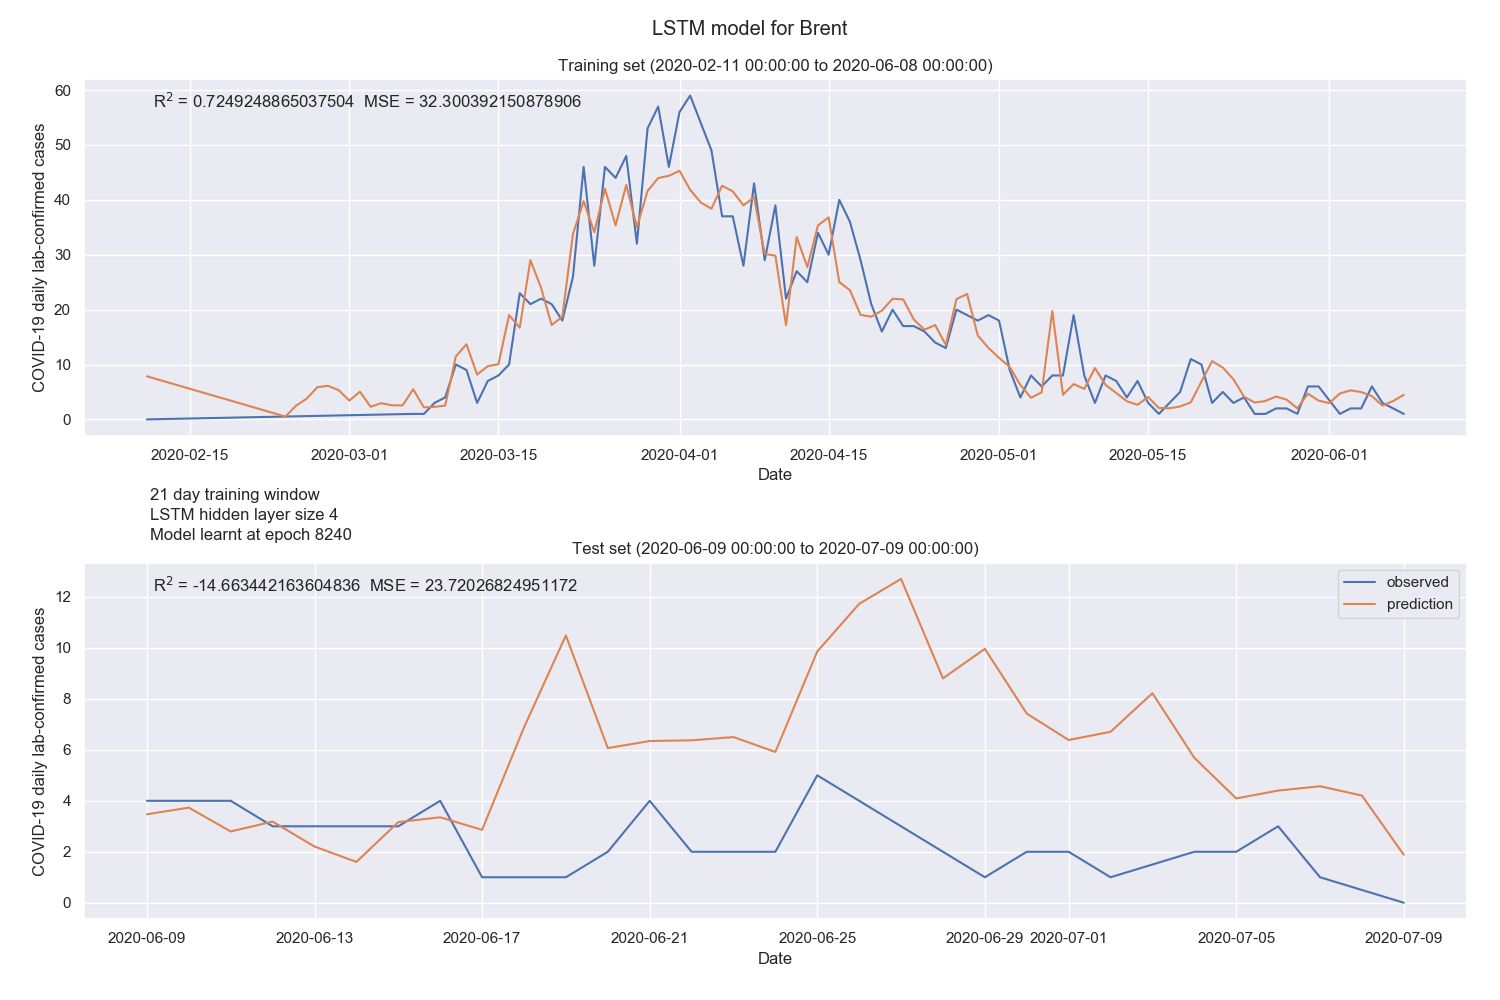 LSTM model for Brent
Training set (2020-02-11 00:00:00 to 2020-06-08 00:00:00)
R² = 0.7249248865037504 MSE = 32.300392150878906
COVID-19 daily lab-confirmed cases
60
50
40
30
20
10
0
2020-02-15 2020-03-01 2020-03-15 2020-04-01 2020-04-15 2020-05-01 2020-05-15 2020-06-01
Date
21 day training window
LSTM hidden layer size 4
Model learnt at epoch 8240
Test set (2020-06-09 00:00:00 to 2020-07-09 00:00:00)
R² = -14.663442163604836 MSE = 23.72026824951172
observed
prediction
COVID-19 daily lab-confirmed cases
12
10
8
6
4
2
0
2020-06-09 2020-06-13 2020-06-17 2020-06-21 2020-06-25 2020-06-29 2020-07-01 2020-07-05 2020-07-09
Date